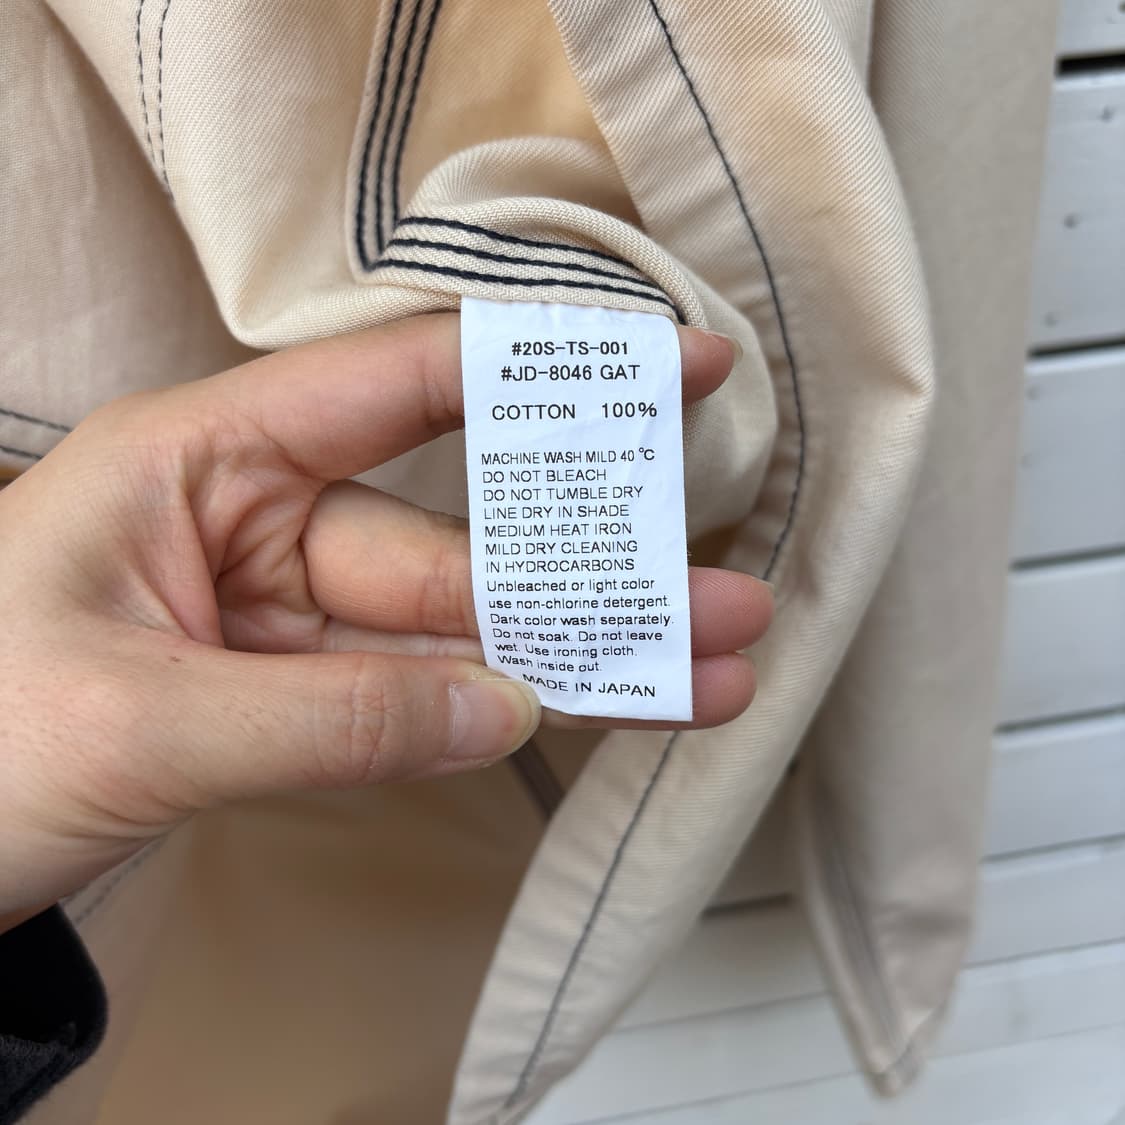 #20S-TS-001
#JD-8046 GAT
COTTON 100%
MACHINE WASH MILD 40 ℃
DO NOT BLEACH
DO NOT TUMBLE DRY
LINE DRY IN SHADE
MEDIUM HEAT IRON
MILD DRY CLEANING
IN HYDROCARBONS
Unbleached or light color
use non-chlorine detergent.
Dark color wash separately.
Do not soak. Do not leave
wet. Use ironing cloth.
Wash inside out.
MADE IN JAPAN